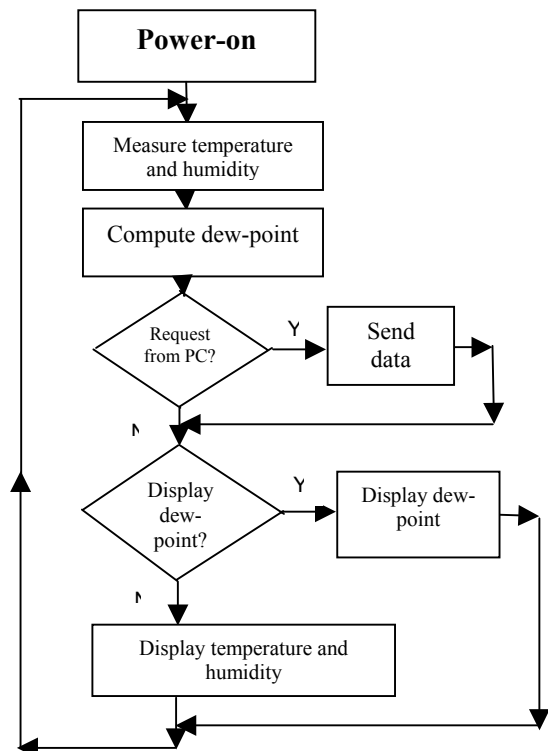 Power-on
Measure temperature
and humidity
Compute dew-point
Request
from PC?
Y
Send
data
N
Display
dew-
point?
Y
Display dew-
point
N
Display temperature and
humidity